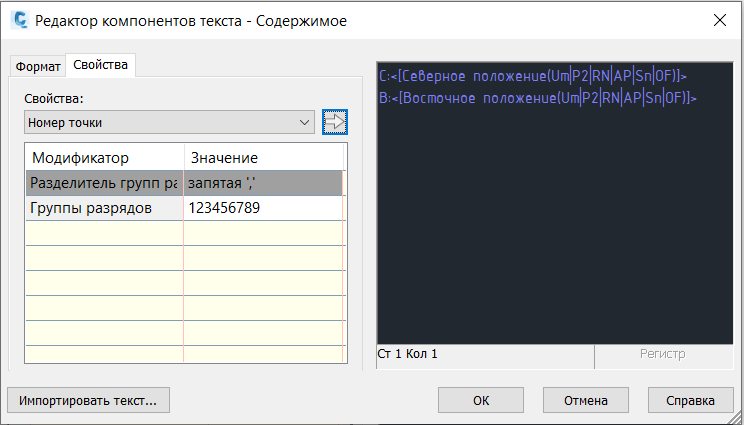 Редактор компонентов текста - Содержимое
Формат
Свойства
Свойства:
Номер точки
Модификатор
Значение
Разделитель групп ра
запятая ','
Группы разрядов
123456789
С:<[Северное положение(Um|P2|RN|AP|Sn|OF)]>
В:<[Восточное положение(Um|P2|RN|AP|Sn|OF)]>
Ст 1 Кол 1
Регистр
Импортировать текст...
ОК
Отмена
Справка